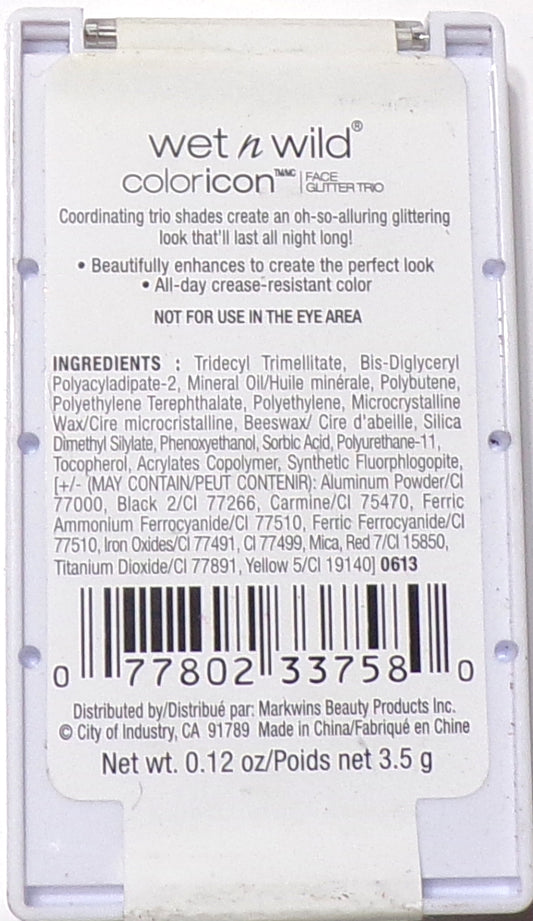 wet n wild®
coloricon™/MC | FACE GLITTER TRIO
Coordinating trio shades create an oh-so-alluring glittering
look that'll last all night long!
• Beautifully enhances to create the perfect look
• All-day crease-resistant color
NOT FOR USE IN THE EYE AREA
INGREDIENTS : Tridecyl Trimellitate, Bis-Diglyceryl
Polyacyladipate-2, Mineral Oil/Huile minérale, Polybutene,
Polyethylene Terephthalate, Polyethylene, Microcrystalline
Wax/Cire microcristalline, Beeswax/ Cire d'abeille, Silica
Dimethyl Silylate, Phenoxyethanol, Sorbic Acid, Polyurethane-11,
Tocopherol, Acrylates Copolymer, Synthetic Fluorphlogopite,
[+/- (MAY CONTAIN/PEUT CONTENIR): Aluminum Powder/CI
77000, Black 2/CI 77266, Carmine/CI 75470, Ferric
Ammonium Ferrocyanide/CI 77510, Ferric Ferrocyanide/CI
77510, Iron Oxides/CI 77491, CI 77499, Mica, Red 7/CI 15850,
Titanium Dioxide/CI 77891, Yellow 5/CI 19140] 0613
0 77802 33758 0
Distributed by/Distribué par: Markwins Beauty Products Inc.
© City of Industry, CA 91789 Made in China/Fabriqué en Chine
Net wt. 0.12 oz/Poids net 3.5 g